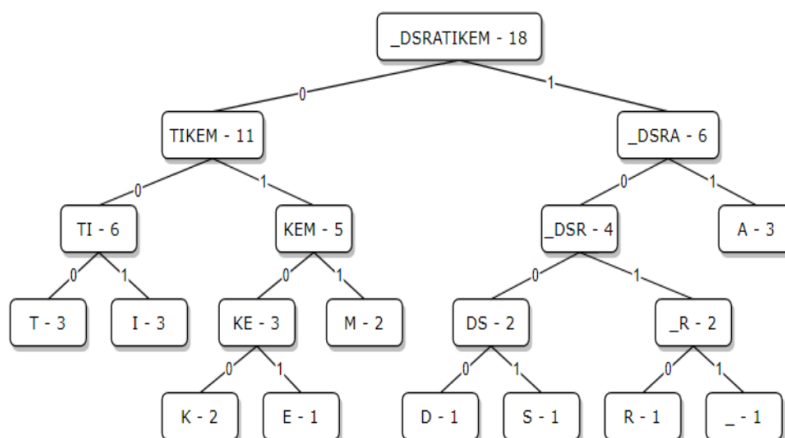 _DSRATIKEM - 18
0
1
TIKEM - 11
_DSRA - 6
0
1
0
1
TI - 6
KEM - 5
_DSR - 4
A - 3
0
1
0
1
0
1
T - 3
I - 3
KE - 3
M - 2
DS - 2
_R - 2
0
1
0
1
0
1
K - 2
E - 1
D - 1
S - 1
R - 1
_ - 1